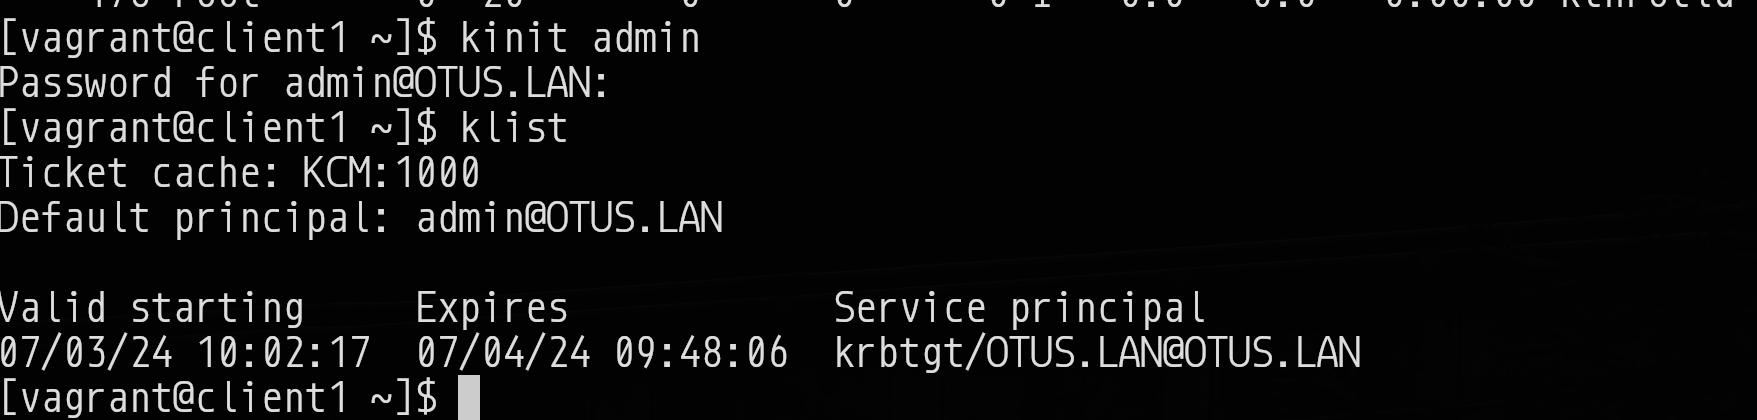 [vagrant@client1 ~]$ kinit admin
Password for admin@OTUS.LAN:
[vagrant@client1 ~]$ klist
Ticket cache: KCM:1000
Default principal: admin@OTUS.LAN
Valid starting     Expires            Service principal
07/03/24 10:02:17  07/04/24 09:48:06  krbtgt/OTUS.LAN@OTUS.LAN
[vagrant@client1 ~]$